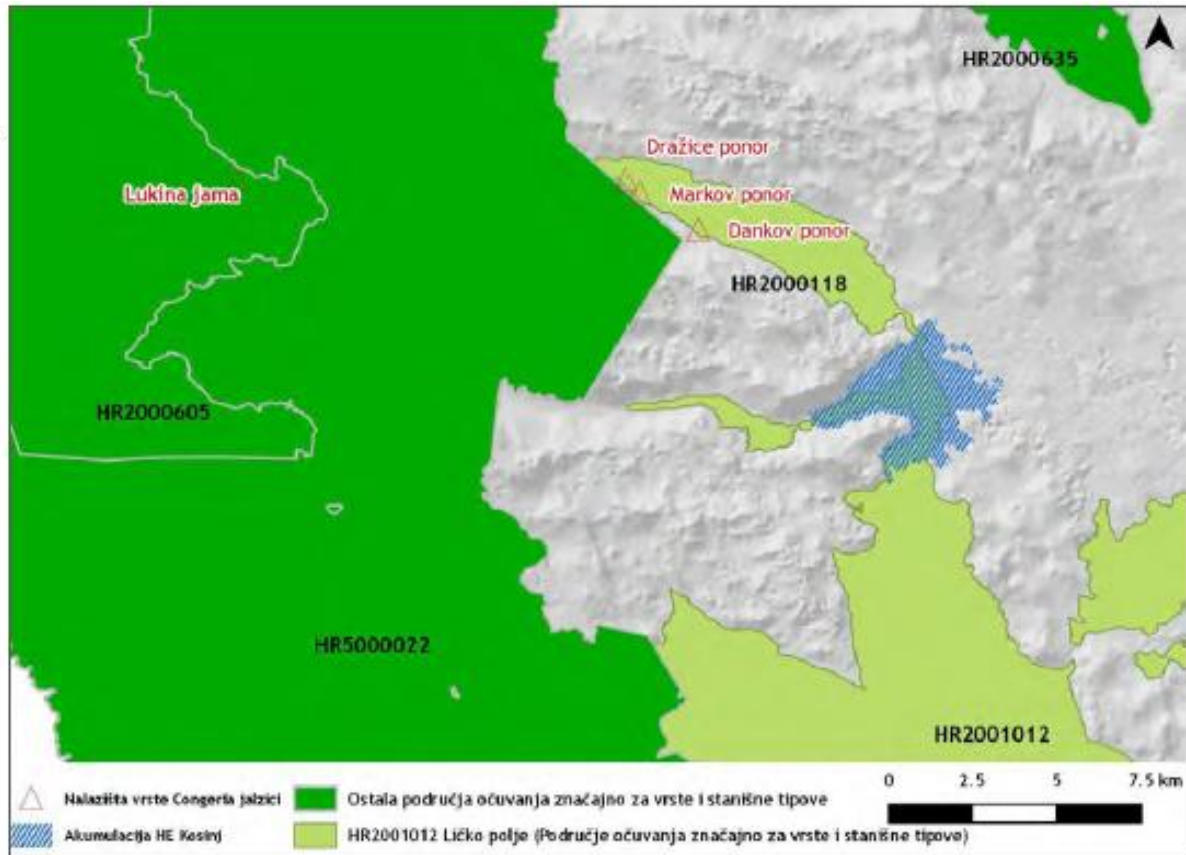 HR2000635
Dražice ponor
Lukina jama
Markov ponor
Dankov ponor
HR2000118
HR2000605
HR5000022
HR2001012
0 2.5 5 7.5 km
Nalazišta vrste Congeria jalzici
Ostala područja očuvanja značajno za vrste i stanišne tipove
Akumulacija HE Kosinj
HR2001012 Ličko polje (Područje očuvanja značajno za vrste i stanišne tipove)